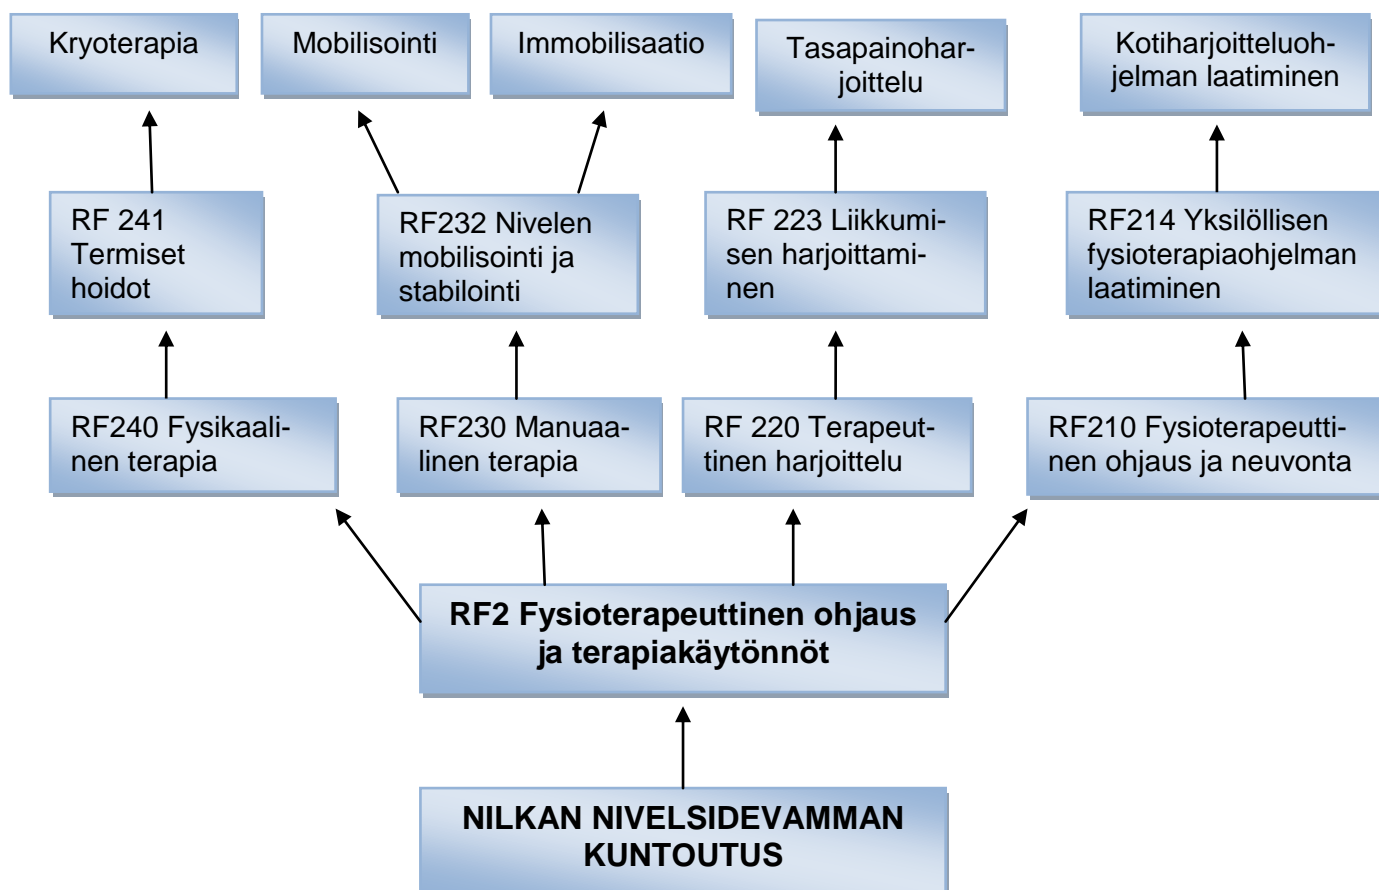 Kryoterapia
Mobilisointi
Immobilisaatio
Tasapainohar-
joittelu
Kotiharjoitteluoh-
jelman laatiminen
RF 241
Termiset
hoidot
RF232 Nivelen
mobilisointi ja
stabilointi
RF 223 Liikkumi-
sen harjoittami-
nen
RF214 Yksilöllisen
fysioterapiaohjelman
laatiminen
RF240 Fysikaali-
nen terapia
RF230 Manuaa-
linen terapia
RF 220 Terapeut-
tinen harjoittelu
RF210 Fysioterapeutti-
nen ohjaus ja neuvonta
RF2 Fysioterapeuttinen ohjaus
ja terapiakäytönnöt
NILKAN NIVELSIDEVAMMAN
KUNTOUTUS